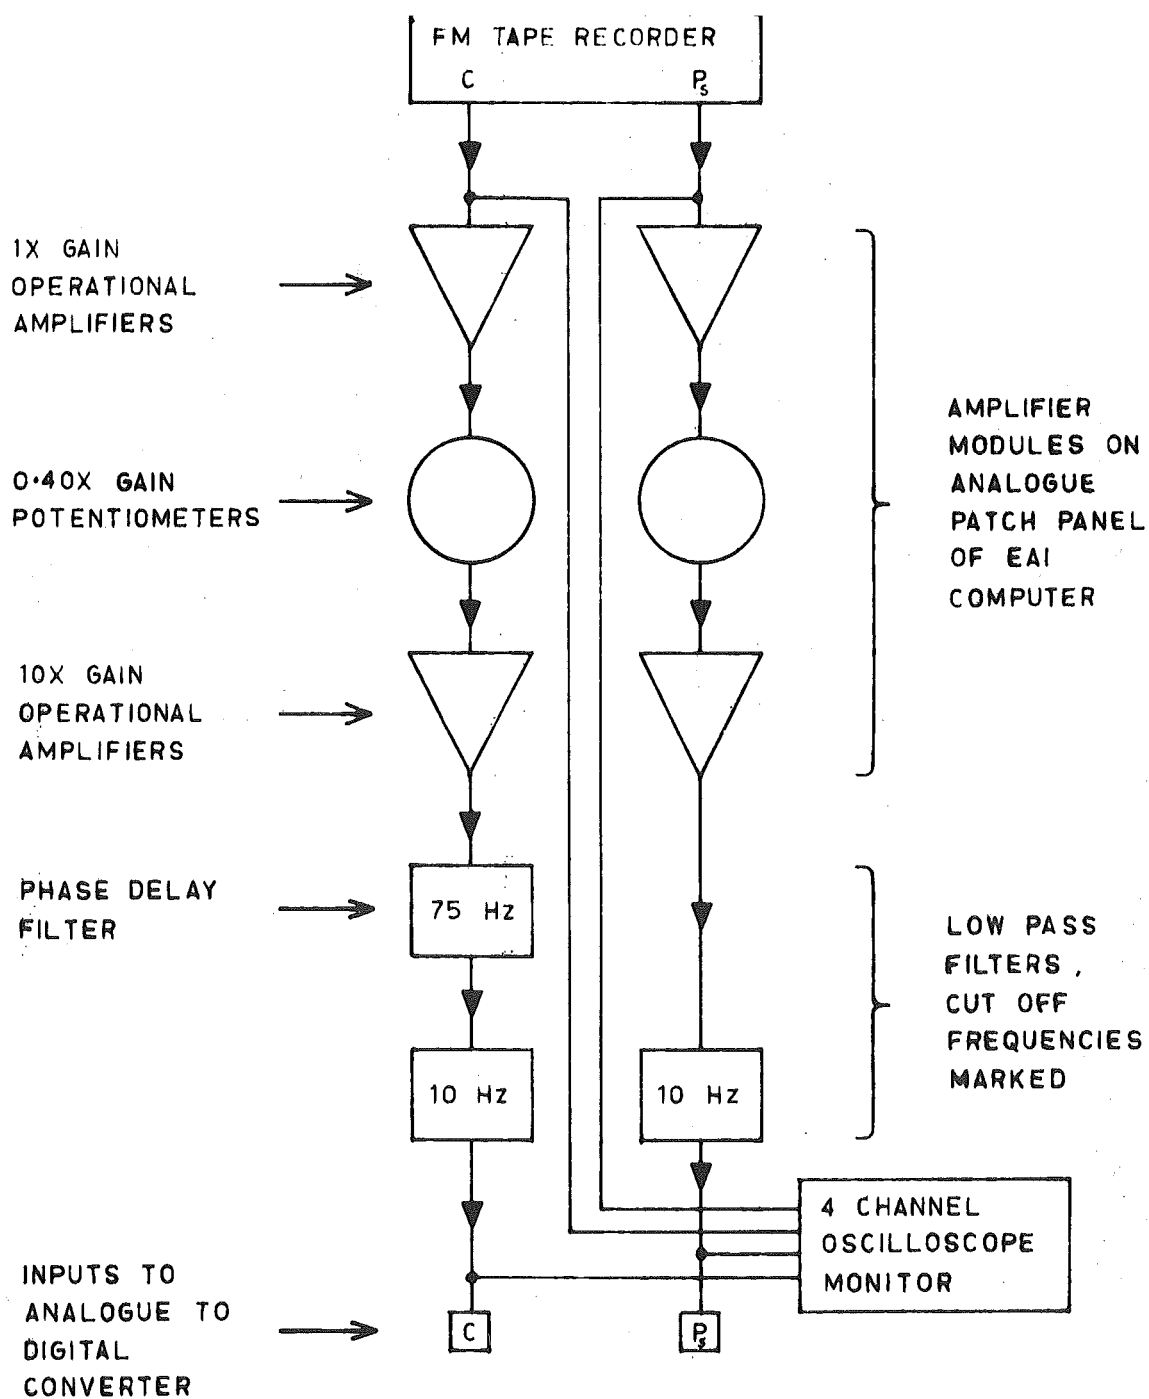 FM TAPE RECORDER
C
Ps
1X GAIN
OPERATIONAL
AMPLIFIERS
0·40X GAIN
POTENTIOMETERS
AMPLIFIER
MODULES ON
ANALOGUE
PATCH PANEL
OF EAI
COMPUTER
10X GAIN
OPERATIONAL
AMPLIFIERS
PHASE DELAY
FILTER
75 Hz
LOW PASS
FILTERS,
CUT OFF
FREQUENCIES
MARKED
10 Hz
10 Hz
4 CHANNEL
OSCILLOSCOPE
MONITOR
INPUTS TO
ANALOGUE TO
DIGITAL
CONVERTER
C
Ps